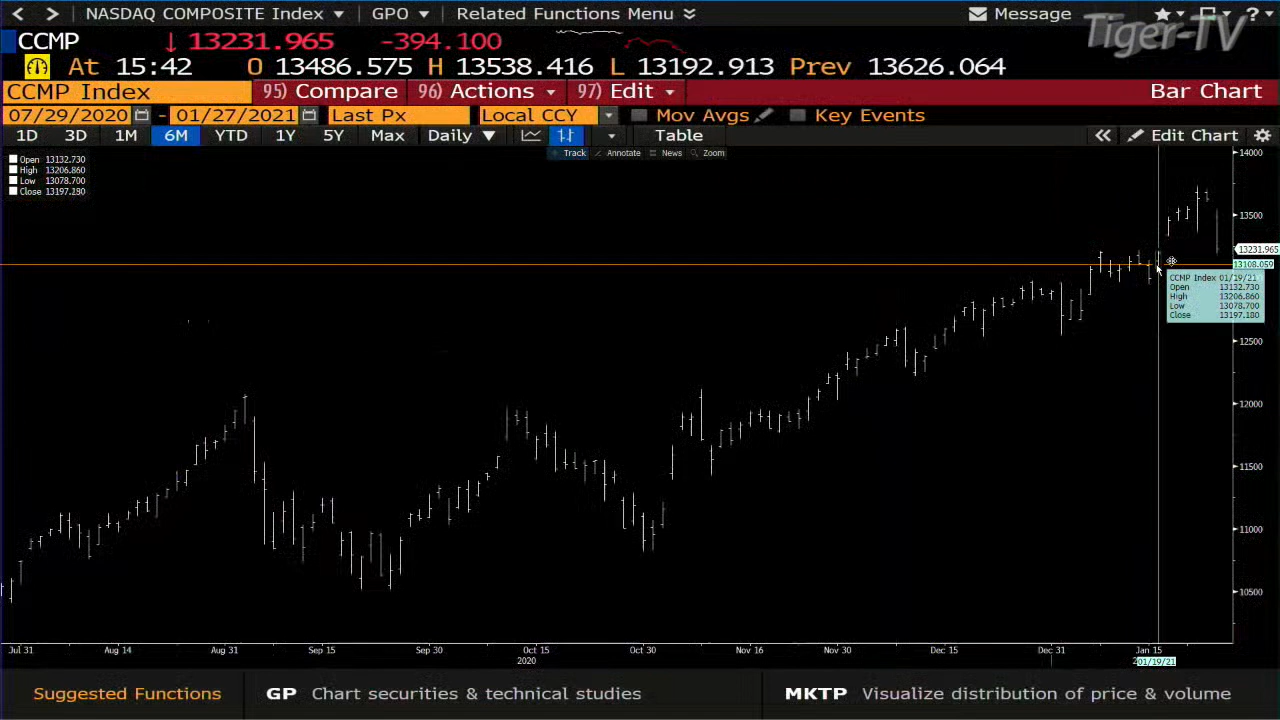 NASDAQ COMPOSITE Index GPO Related Functions Menu Message ?
Tiger-TV
CCMP ↓ 13231.965 -394.100
At 15:42 O 13486.575 H 13538.416 L 13192.913 Prev 13626.064
CCMP Index 95) Compare 96) Actions 97) Edit Bar Chart
07/29/2020 - 01/27/2021 Last Px Local CCY Mov Avgs Key Events
1D 3D 1M 6M YTD 1Y 5Y Max Daily ▼ Table « Edit Chart
Track Annotate News Zoom
Open 13132.730
High 13206.860
Low 13078.700
Close 13197.180
14000
13500
13231.965
13108.059
CCMP Index 01/19/21
Open 13132.730
High 13206.860
Low 13078.700
Close 13197.180
12500
12000
11500
11000
10500
Jul 31 Aug 14 Aug 31 Sep 15 Sep 30 Oct 15 Oct 30 Nov 16 Nov 30 Dec 15 Dec 31 Jan 15
2020 01/19/21
Suggested Functions GP Chart securities & technical studies MKTP Visualize distribution of price & volume